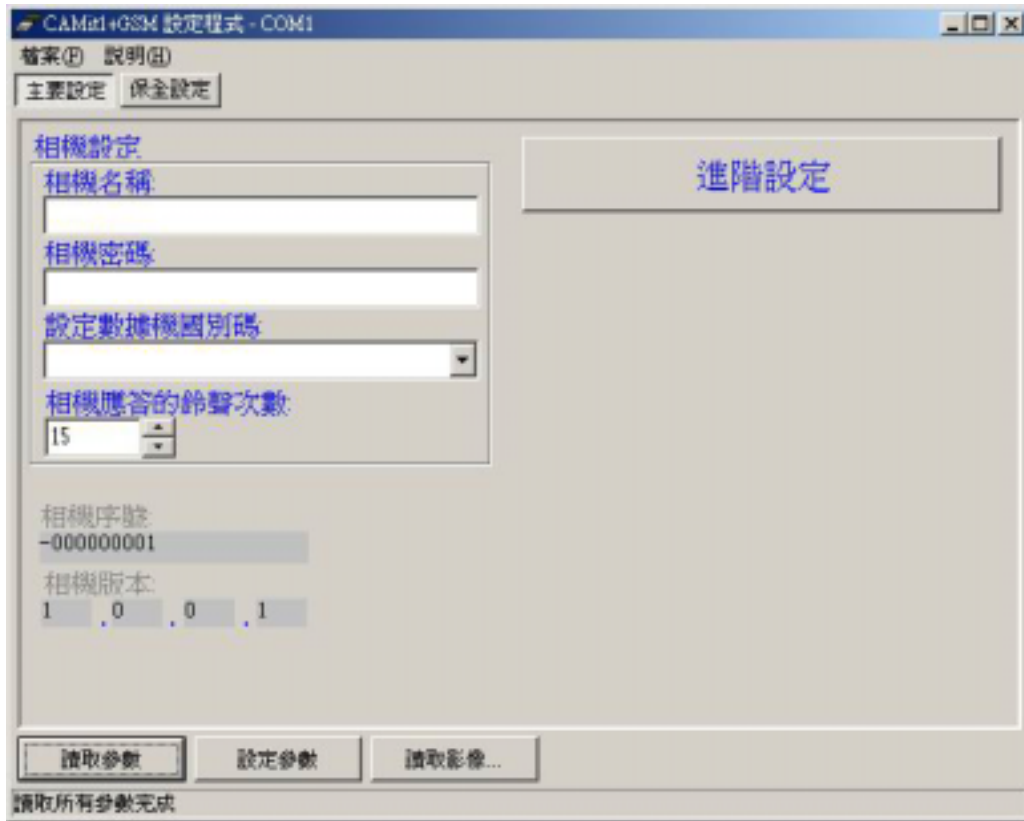 CAMit1+GSM 設定程式 - COM1
檔案(F) 說明(H)
主要設定 保全設定
相機設定
進階設定
相機名稱:
相機密碼:
設定數據機國別碼:
相機應答的鈴聲次數:
15
相機序號:
-000000001
相機版本:
1 . 0 . 0 . 1
讀取參數 設定參數 讀取影像...
讀取所有參數完成